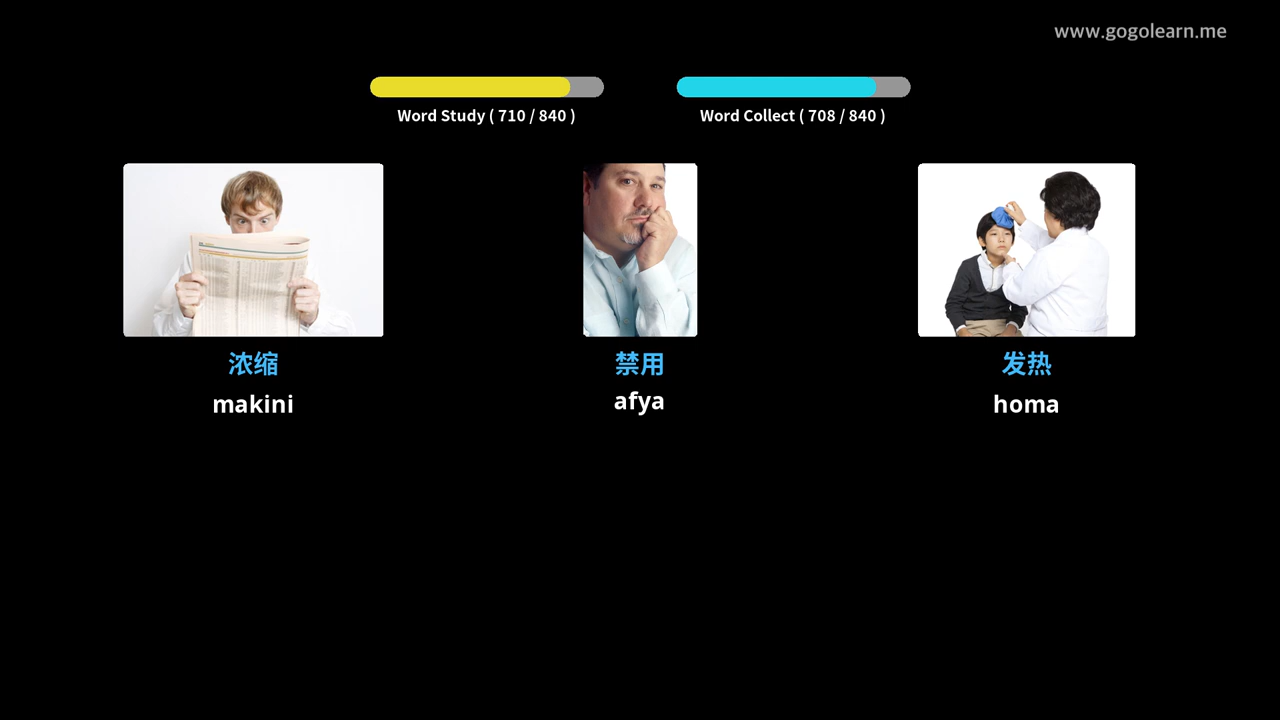 www.gogolearn.me
Word Study ( 710 / 840 )
Word Collect ( 708 / 840 )
浓缩
makini
禁用
afya
发热
homa